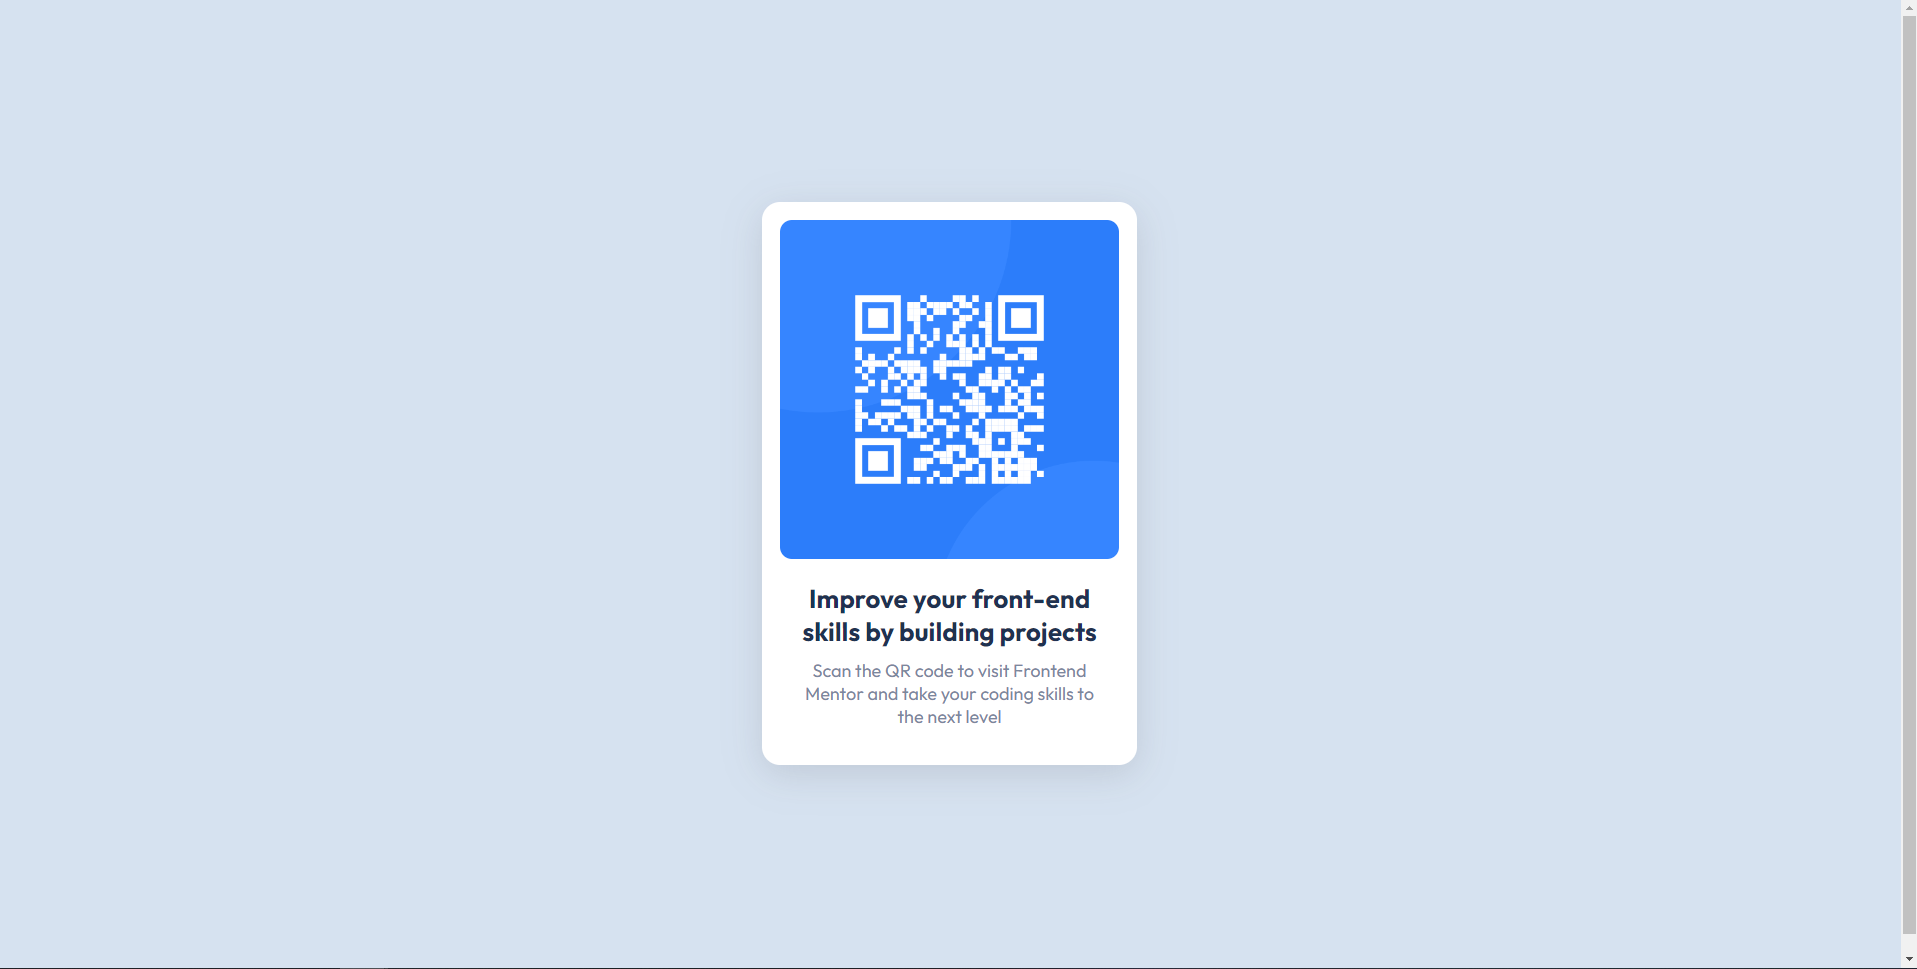 Improve your front-end
skills by building projects
Scan the QR code to visit Frontend
Mentor and take your coding skills to
the next level